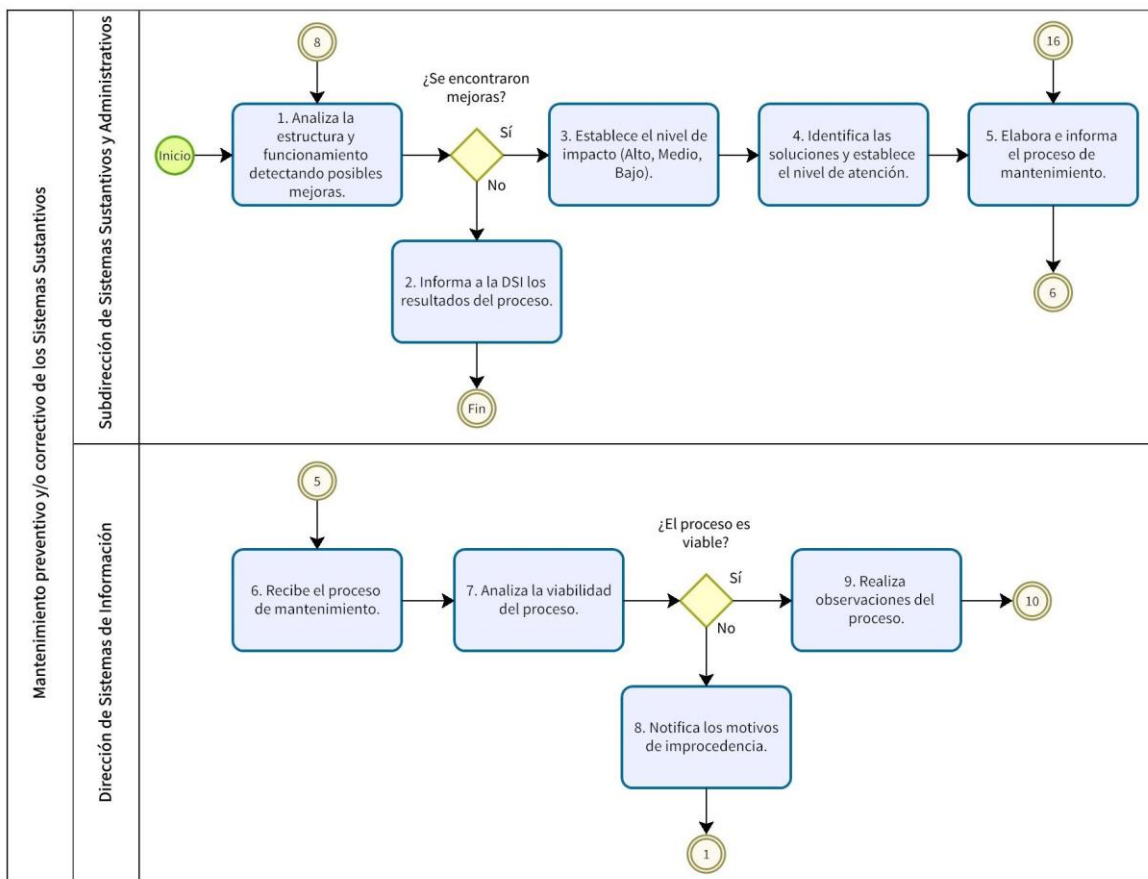 Mantenimiento preventivo y/o correctivo de los Sistemas Sustantivos
Subdirección de Sistemas Sustantivos y Administrativos
8
16
¿Se encontraron
mejoras?
Inicio
1. Analiza la
estructura y
funcionamiento
detectando posibles
mejoras.
Sí
No
3. Establece el nivel de
impacto (Alto, Medio,
Bajo).
4. Identifica las
soluciones y establece
el nivel de atención.
5. Elabora e informa
el proceso de
mantenimiento.
2. Informa a la DSI los
resultados del proceso.
6
Fin
Dirección de Sistemas de Información
5
¿El proceso es
viable?
6. Recibe el proceso
de mantenimiento.
7. Analiza la viabilidad
del proceso.
Sí
No
9. Realiza
observaciones del
proceso.
10
8. Notifica los motivos
de improcedencia.
1